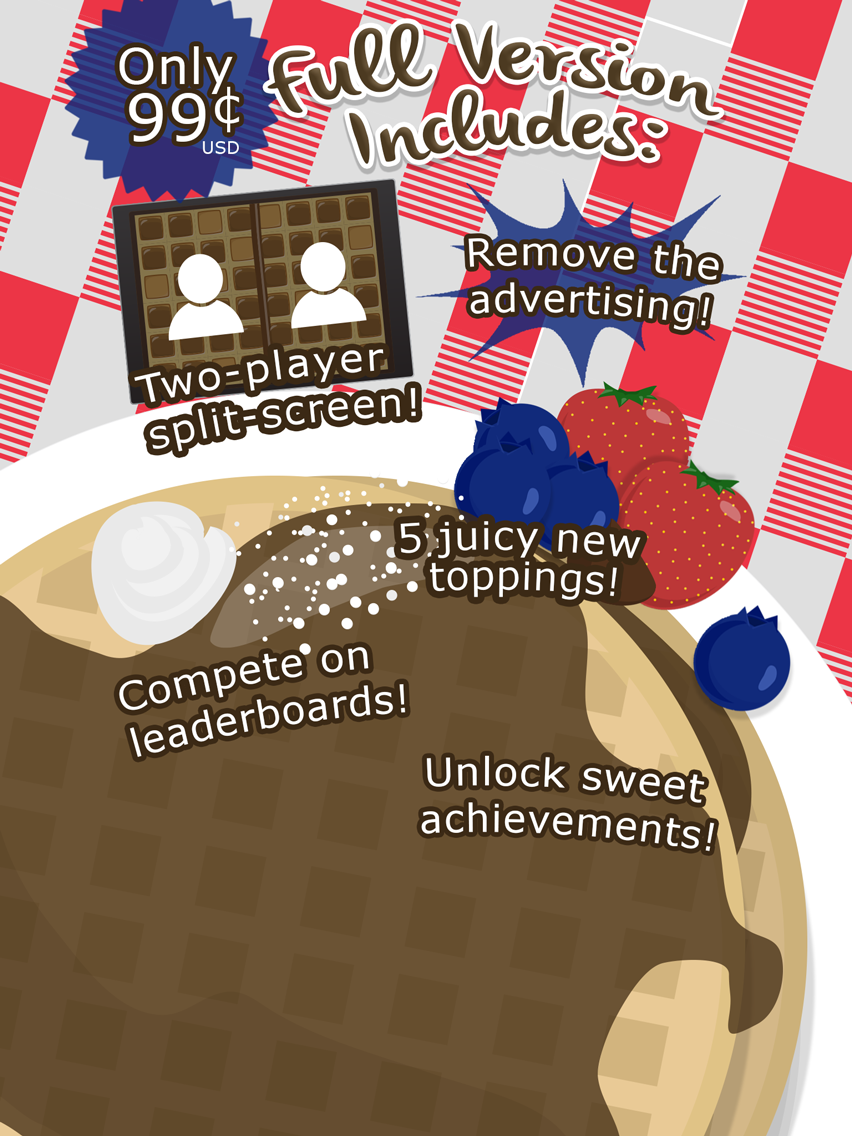 Only
99¢
USD
Full Version
Includes:
Remove the
advertising!
Two-player
split-screen!
5 juicy new
toppings!
Compete on
leaderboards!
Unlock sweet
achievements!